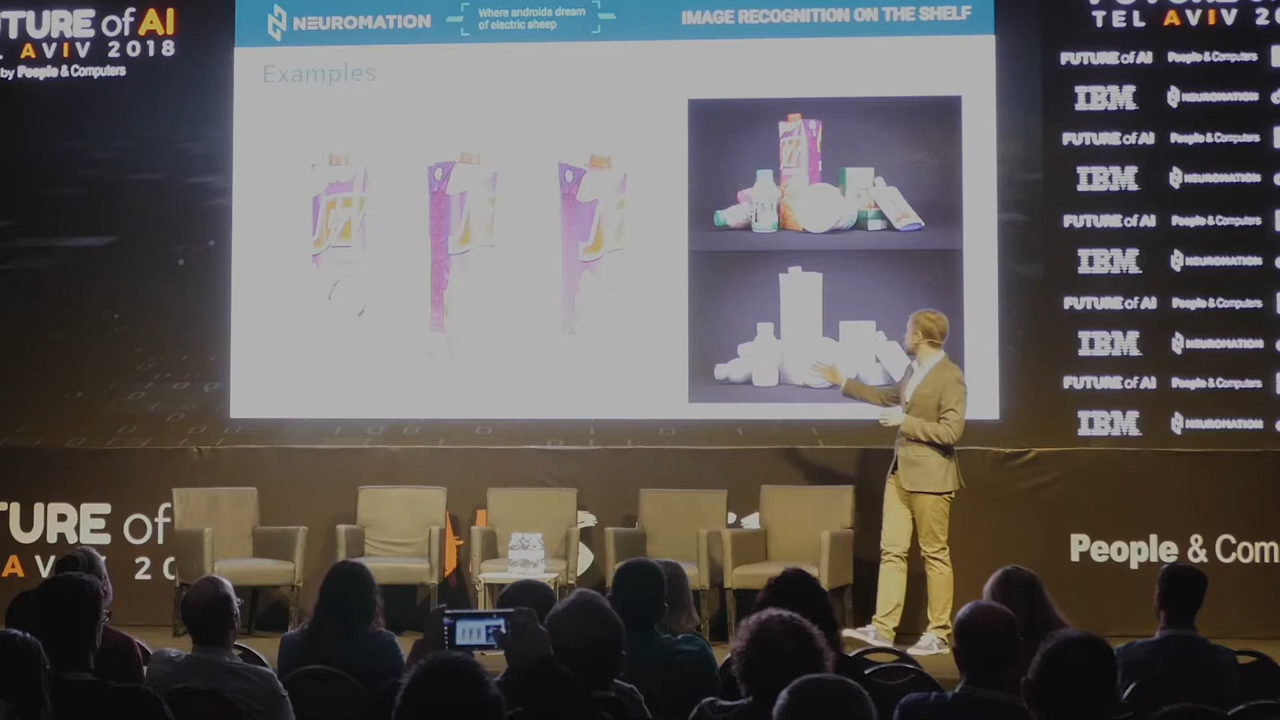 FUTURE of AI
TEL AVIV 2018
by People & Computers
NEUROMATION
Where androids dream
of electric sheep
IMAGE RECOGNITION ON THE SHELF
Examples
TEL AVIV 2018
FUTURE of AI People & Computers
IBM NEUROMATION
FUTURE of AI People & Computers
IBM NEUROMATION
FUTURE of AI People & Computers
IBM NEUROMATION
FUTURE of AI People & Computers
IBM NEUROMATION
FUTURE of AI People & Computers
IBM NEUROMATION
TURE of
A V 20
People & Com